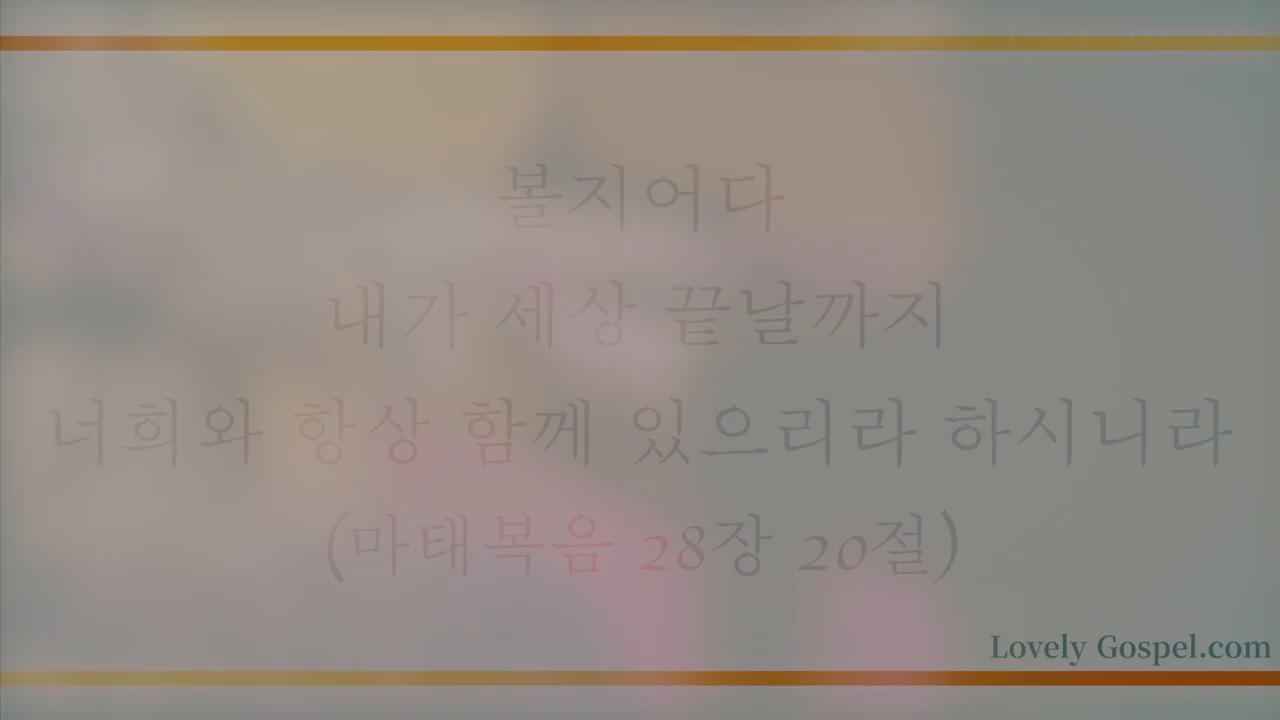 볼지어다
내가 세상 끝날까지
너희와 항상 함께 있으리라 하시니라
(마태복음 28장 20절)
Lovely Gospel.com